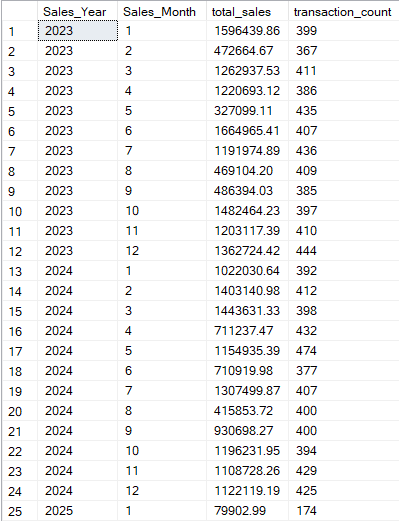 Sales_Year Sales_Month total_sales transaction_count
1 2023 1 1596439.86 399
2 2023 2 472664.67 367
3 2023 3 1262937.53 411
4 2023 4 1220693.12 386
5 2023 5 327099.11 435
6 2023 6 1664965.41 407
7 2023 7 1191974.89 436
8 2023 8 469104.20 409
9 2023 9 486394.03 385
10 2023 10 1482464.23 397
11 2023 11 1203117.39 410
12 2023 12 1362724.42 444
13 2024 1 1022030.64 392
14 2024 2 1403140.98 412
15 2024 3 1443631.33 398
16 2024 4 711237.47 432
17 2024 5 1154935.39 474
18 2024 6 710919.98 377
19 2024 7 1307499.87 407
20 2024 8 415853.72 400
21 2024 9 930698.27 400
22 2024 10 1196231.95 394
23 2024 11 1108728.26 429
24 2024 12 1122119.19 425
25 2025 1 79902.99 174